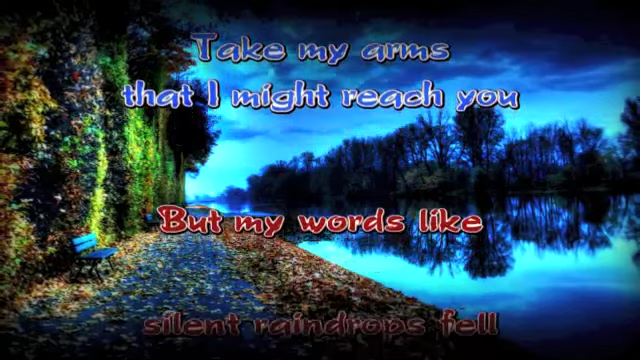 Take my arms
that I might reach you
But my words like
silent raindrops fell